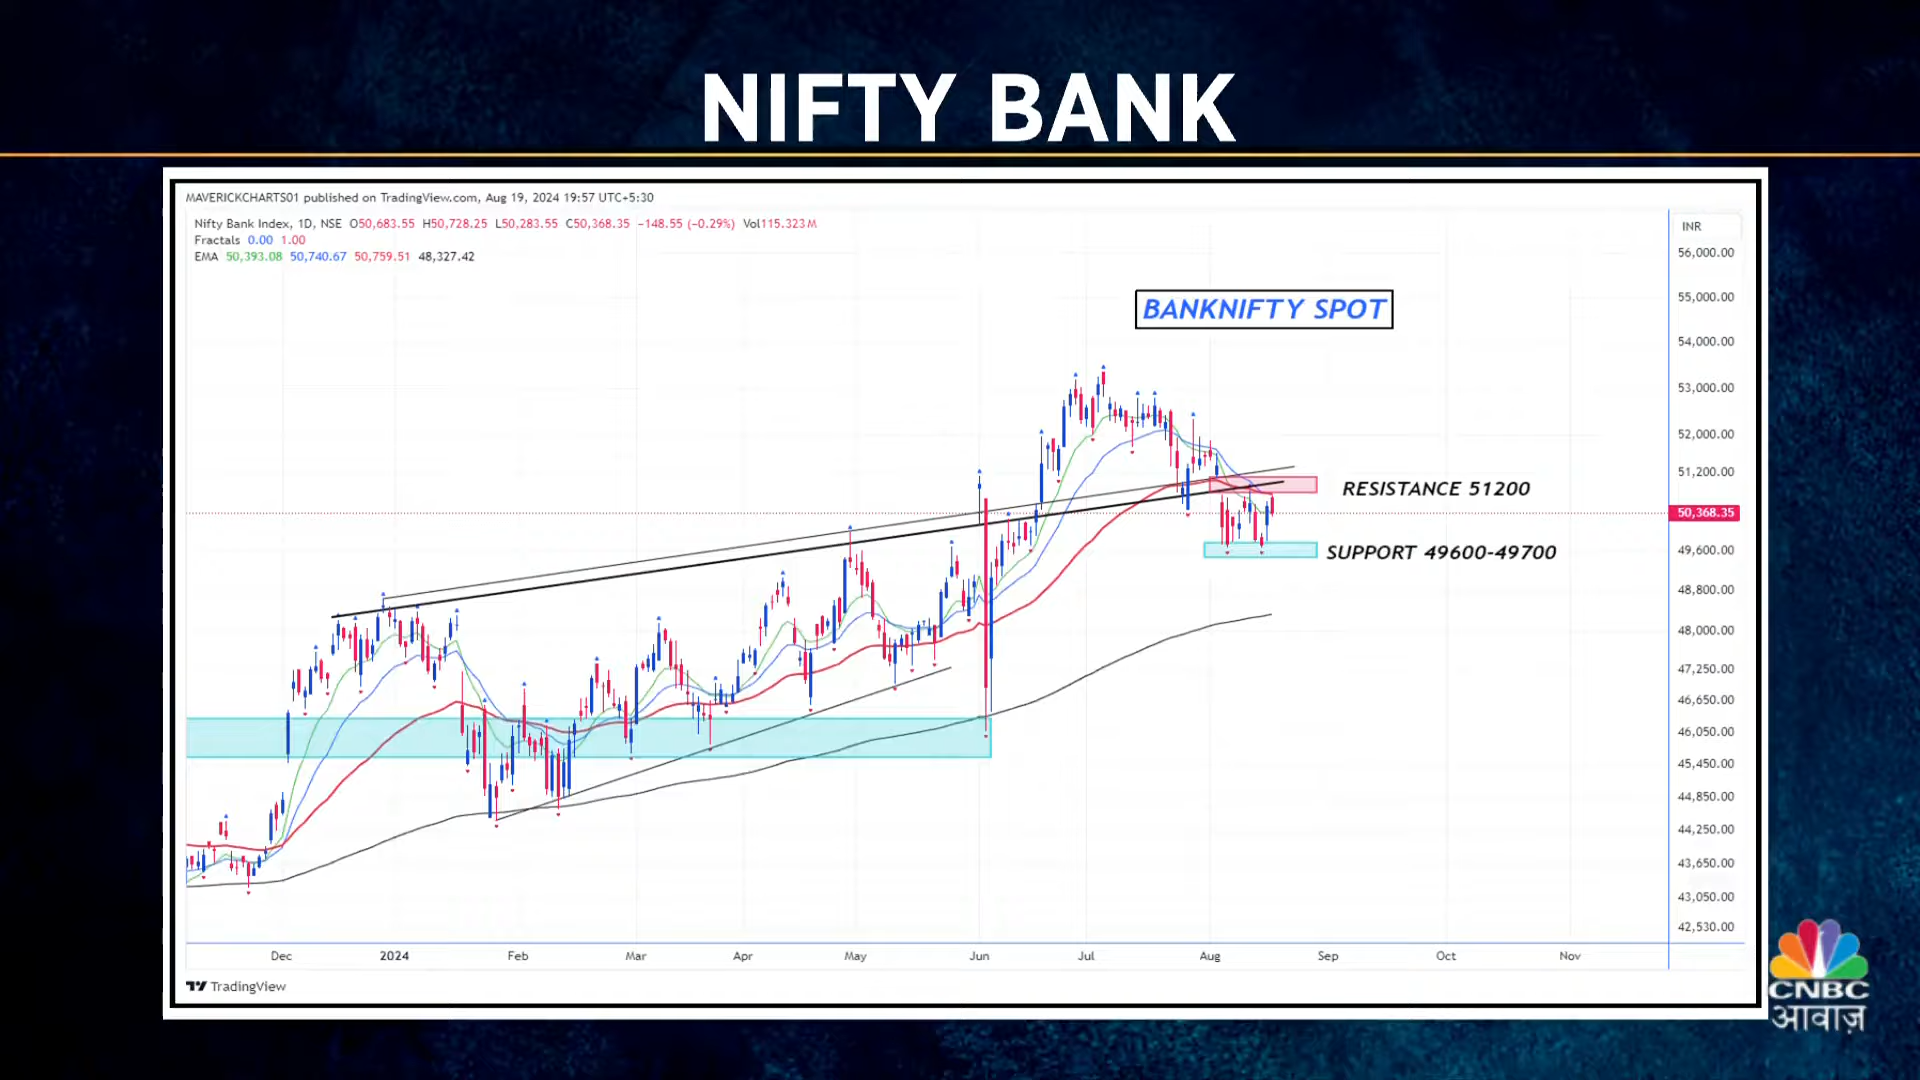 NIFTY BANK
MAVERICKCHARTS01 published on TradingView.com, Aug 19, 2024 19:57 UTC+5:30
Nifty Bank Index, 1D, NSE O50,683.55 H50,728.25 L50,283.55 C50,368.35 −148.55 (−0.29%) Vol115.323M
Fractals 0.00 1.00
EMA 50,393.08 50,740.67 50,759.51 48,327.42
INR
56,000.00
55,000.00
BANKNIFTY SPOT
54,000.00
53,000.00
52,000.00
51,200.00
RESISTANCE 51200
50,368.35
49,600.00
SUPPORT 49600-49700
48,800.00
48,000.00
47,250.00
46,650.00
46,050.00
45,450.00
44,850.00
44,250.00
43,650.00
43,050.00
42,530.00
Dec 2024 Feb Mar Apr May Jun Jul Aug Sep Oct Nov
TradingView
CNBC
आवाज़